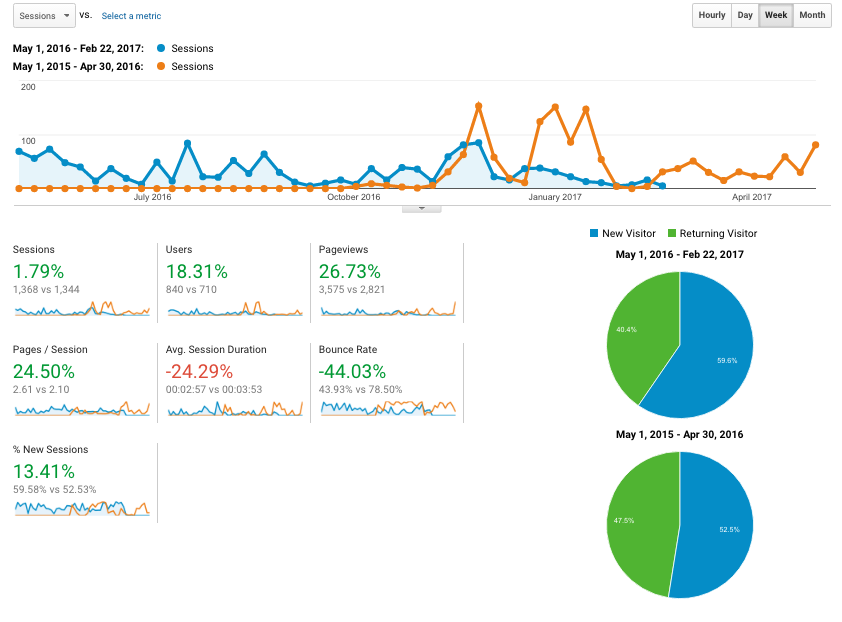 Sessions vs. Select a metric Hourly Day Week Month
May 1, 2016 - Feb 22, 2017: Sessions
May 1, 2015 - Apr 30, 2016: Sessions
200
100
July 2016 October 2016 January 2017 April 2017
New Visitor Returning Visitor
May 1, 2016 - Feb 22, 2017
40.4%
59.6%
May 1, 2015 - Apr 30, 2016
47.5%
52.5%
Sessions
1.79%
1,368 vs 1,344
Users
18.31%
840 vs 710
Pageviews
26.73%
3,575 vs 2,821
Pages / Session
24.50%
2.61 vs 2.10
Avg. Session Duration
-24.29%
00:02:57 vs 00:03:53
Bounce Rate
-44.03%
43.93% vs 78.50%
% New Sessions
13.41%
59.58% vs 52.53%